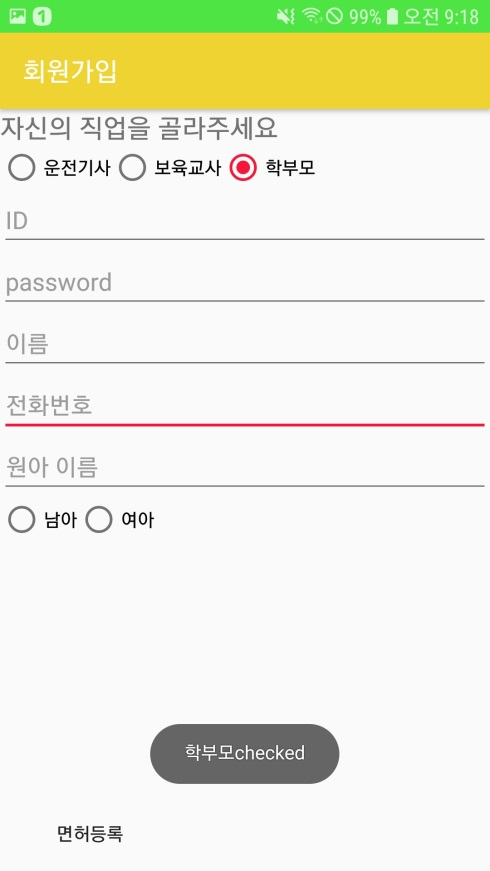 1 99% 오전 9:18
회원가입
자신의 직업을 골라주세요
운전기사 보육교사 학부모
ID
password
이름
전화번호
원아 이름
남아 여아
학부모checked
면허등록